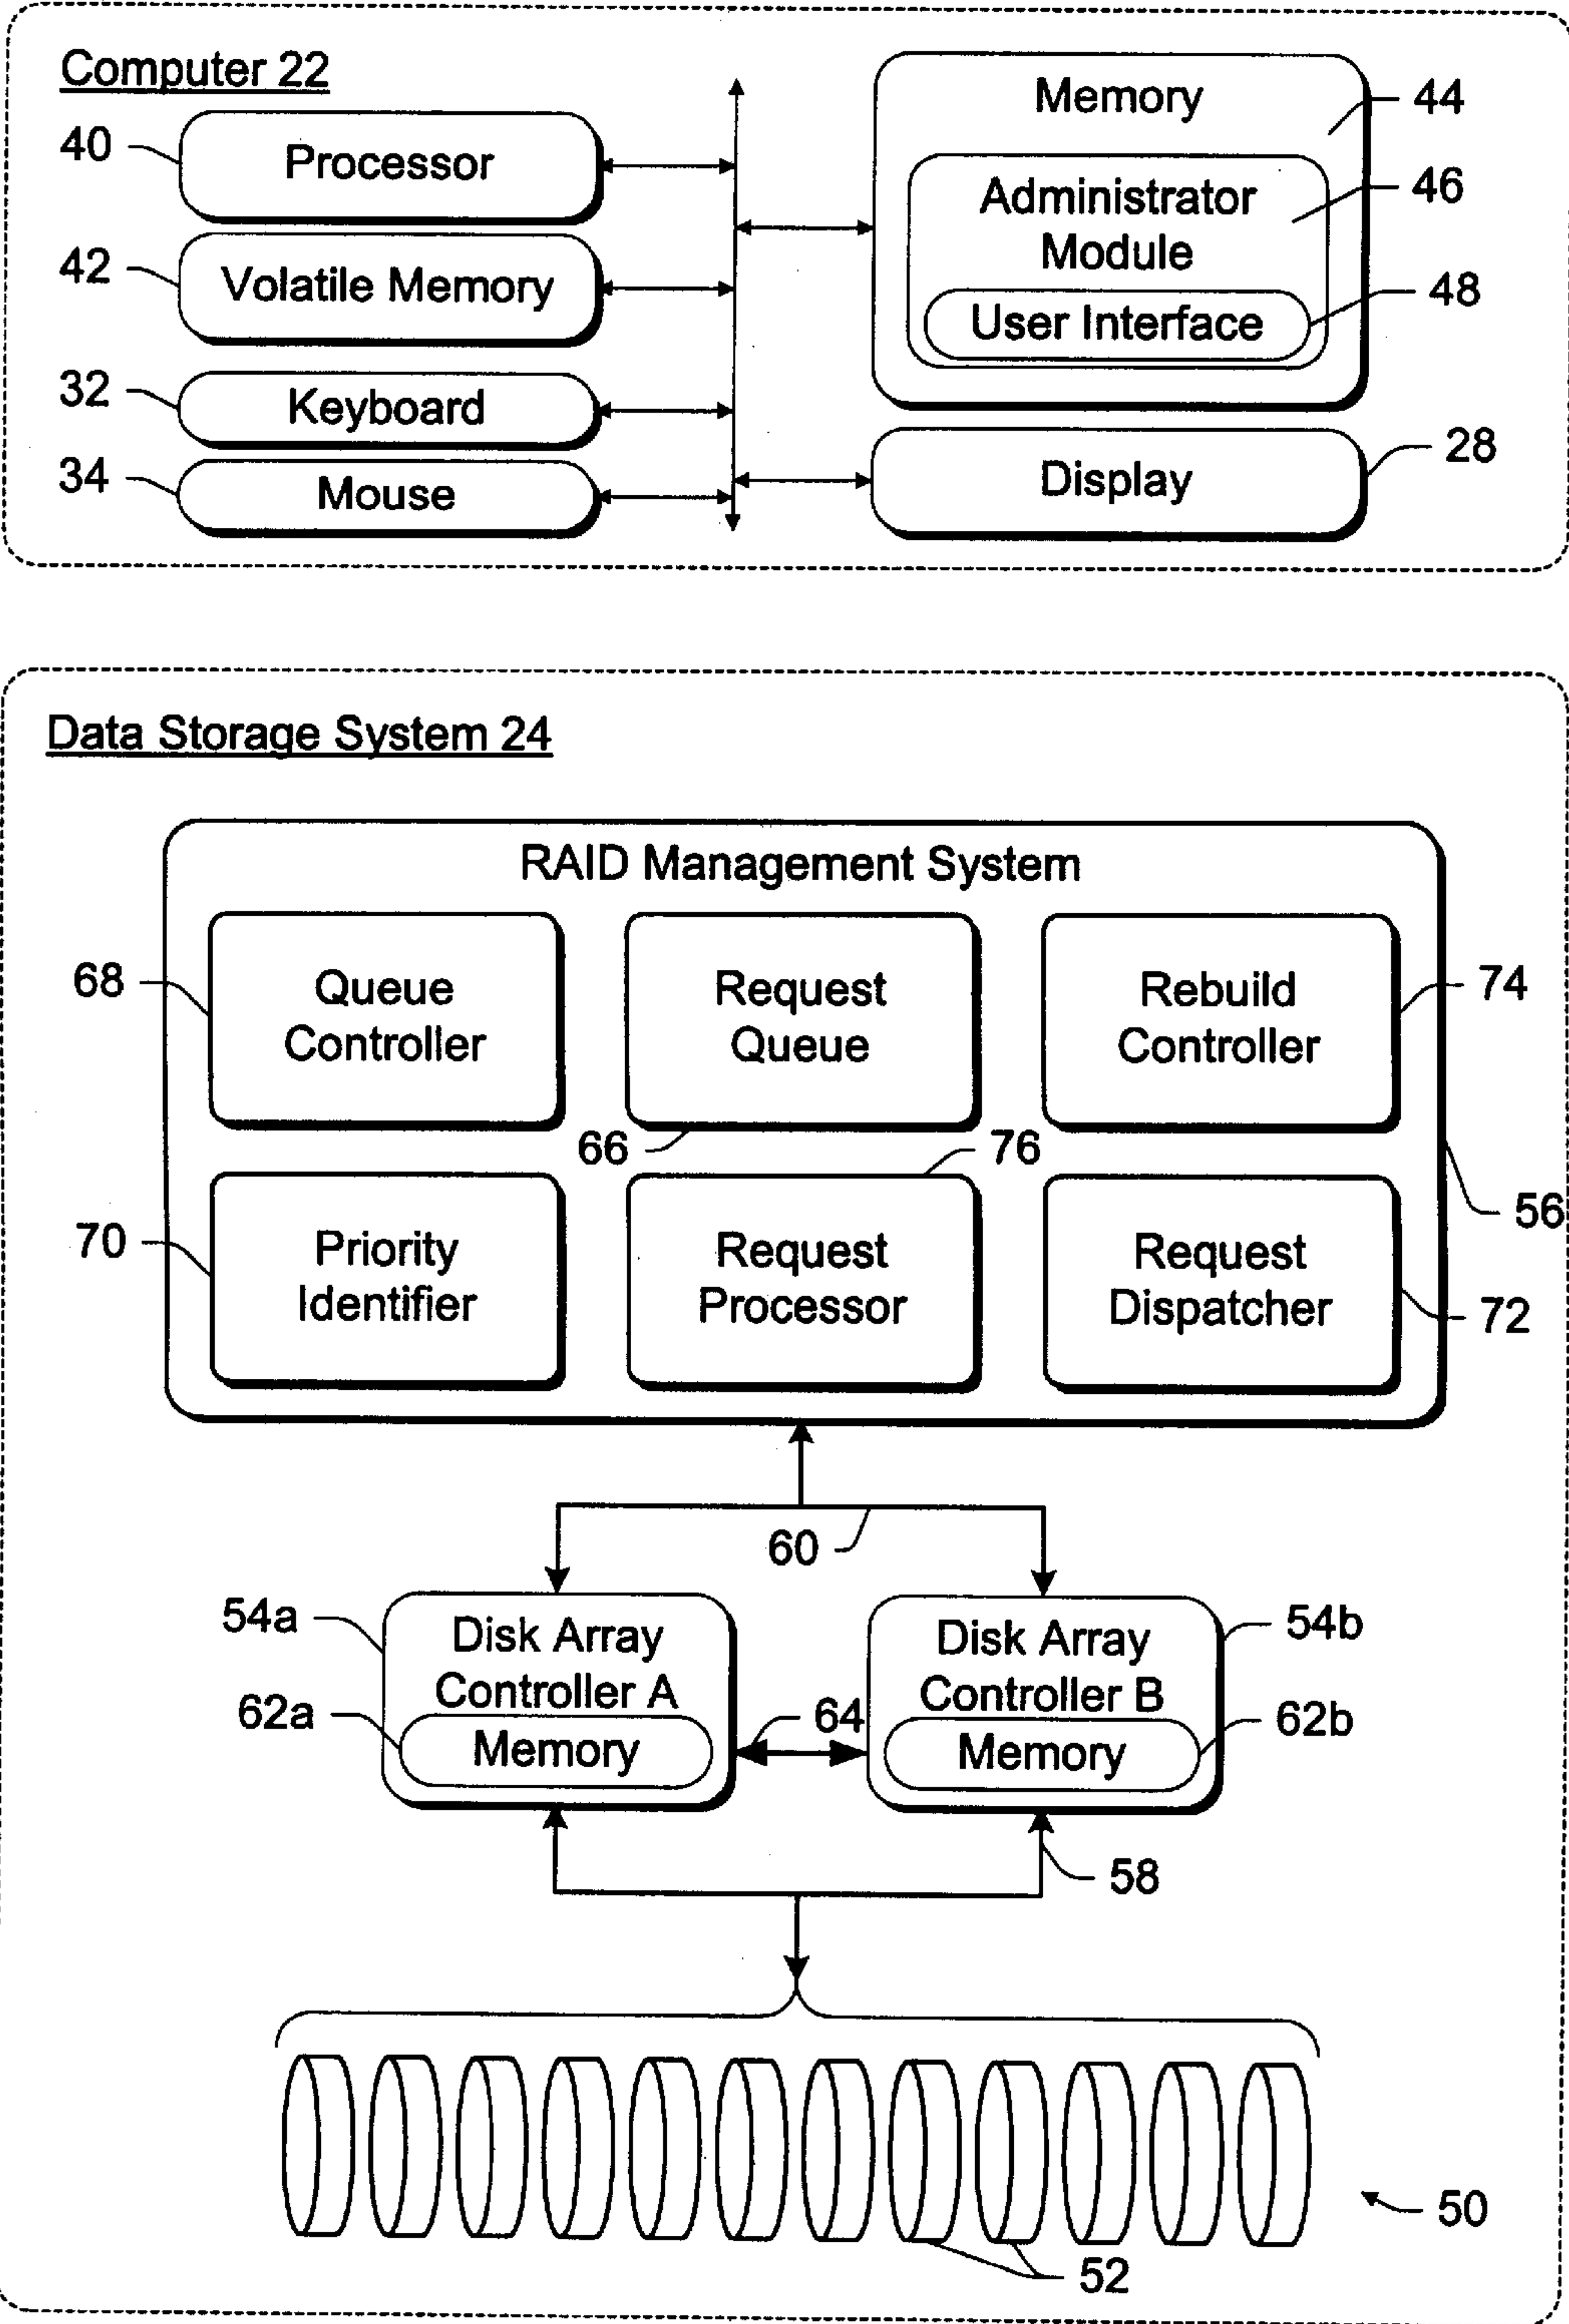 Computer 22
40
Processor
42
Volatile Memory
32
Keyboard
34
Mouse
Memory
44
Administrator
Module
46
User Interface
48
Display
28
Data Storage System 24
RAID Management System
68
Queue
Controller
Request
Queue
66
Rebuild
Controller
74
70
Priority
Identifier
76
Request
Processor
Request
Dispatcher
72
56
60
54a
Disk Array
Controller A
62a
Memory
64
Disk Array
Controller B
54b
Memory
62b
58
50
52